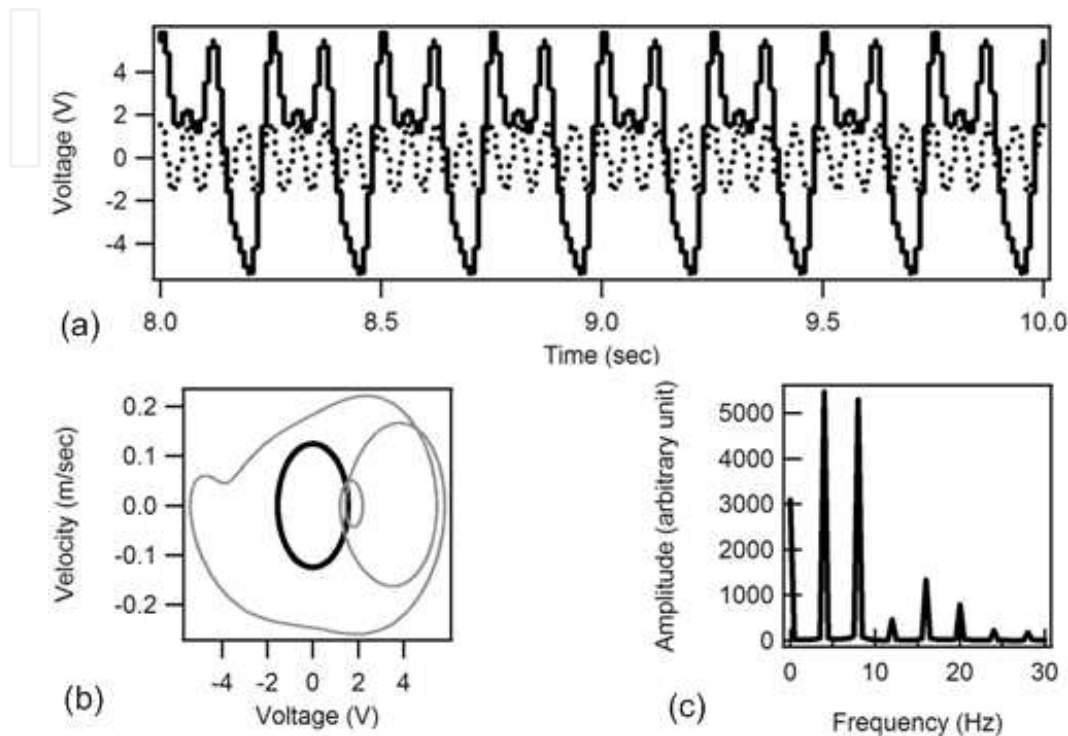 4
2
0
-2
-4
Voltage (V)
8.0 8.5 9.0 9.5 10.0
Time (sec)
(a)
0.2
0.1
0.0
-0.1
-0.2
Velocity (m/sec)
-4 -2 0 2 4
Voltage (V)
(b)
5000
4000
3000
2000
1000
0
Amplitude (arbitrary unit)
0 10 20 30
Frequency (Hz)
(c)